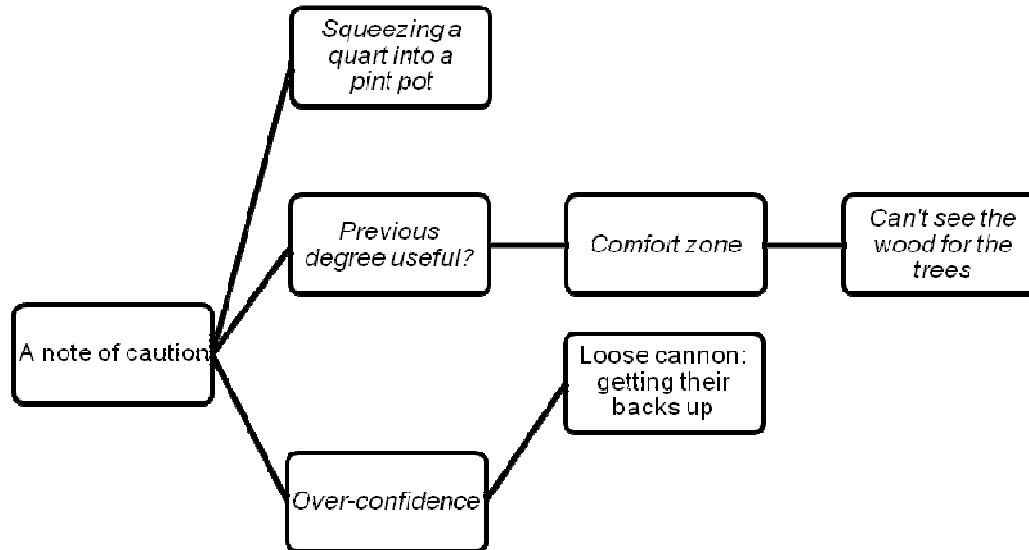 Squeezing a
quart into a
pint pot
Previous
degree useful?
Comfort zone
Can't see the
wood for the
trees
A note of caution
Loose cannon:
getting their
backs up
Over-confidence